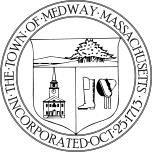 ·THE·TOWN·OF·MEDWAY·MASSACHUSETTS·
INCORPORATED·OCT·25·1713·